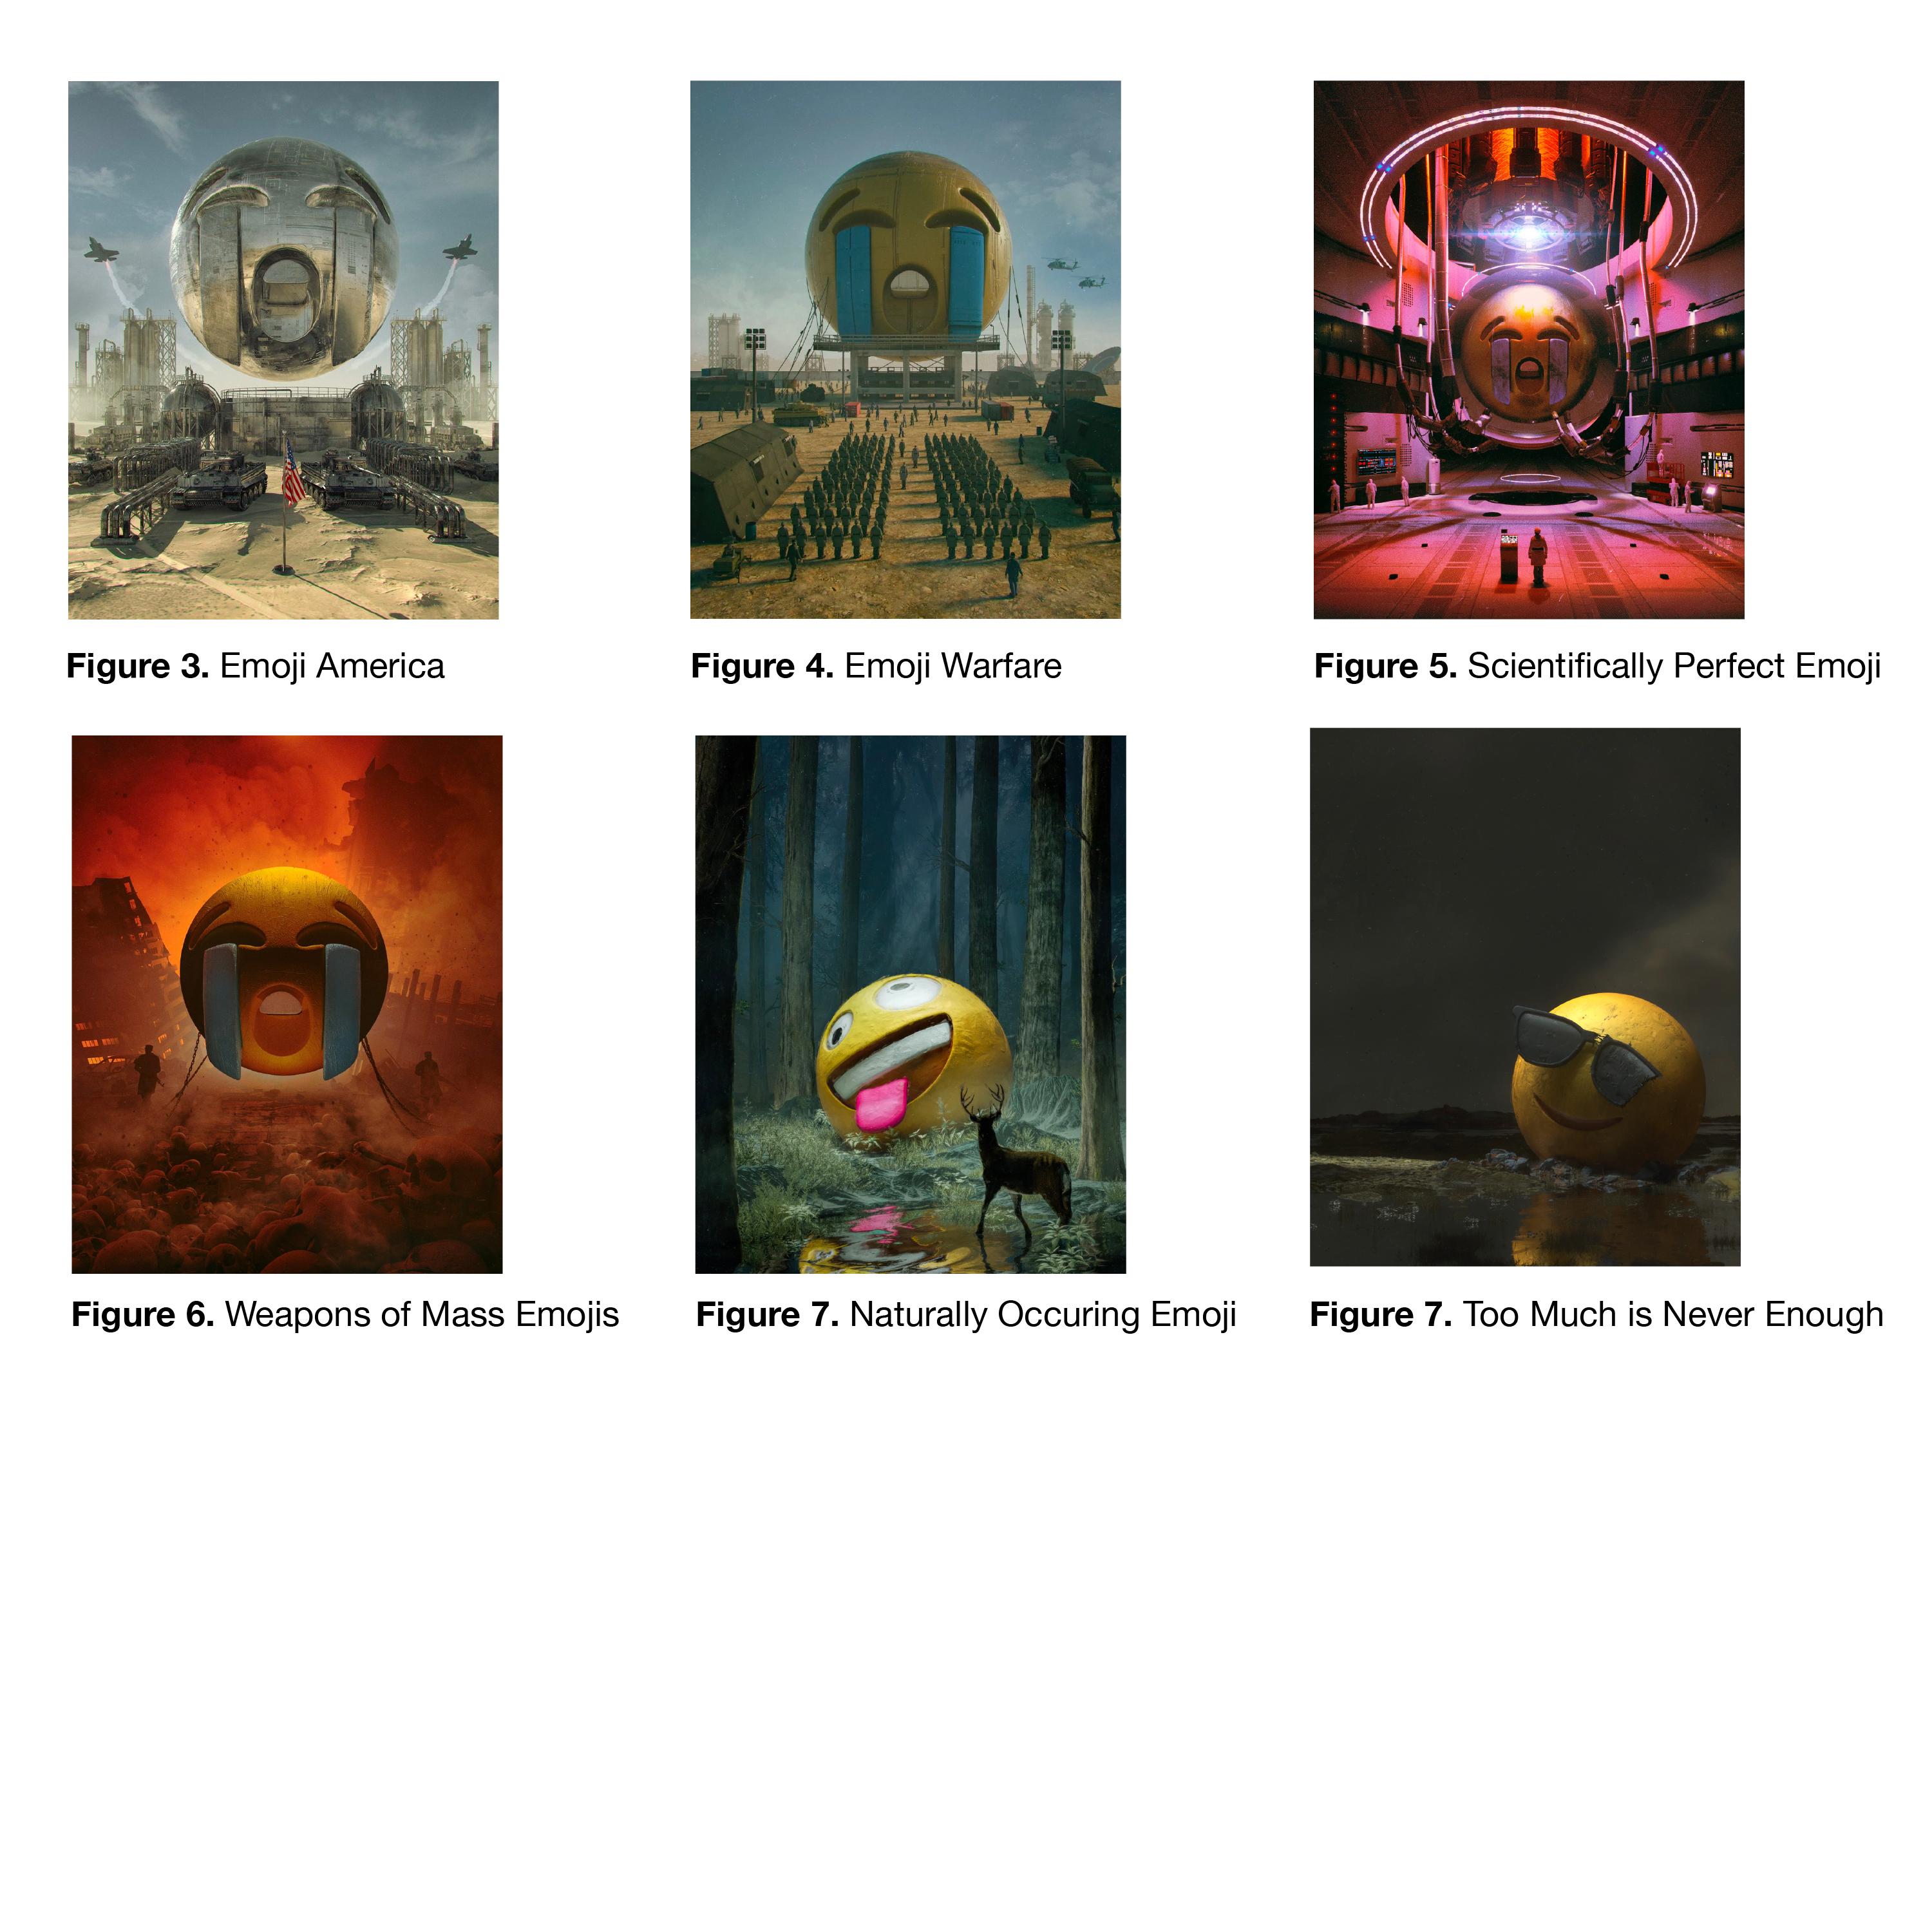 Figure 3. Emoji America
Figure 4. Emoji Warfare
Figure 5. Scientifically Perfect Emoji
Figure 6. Weapons of Mass Emojis
Figure 7. Naturally Occuring Emoji
Figure 7. Too Much is Never Enough